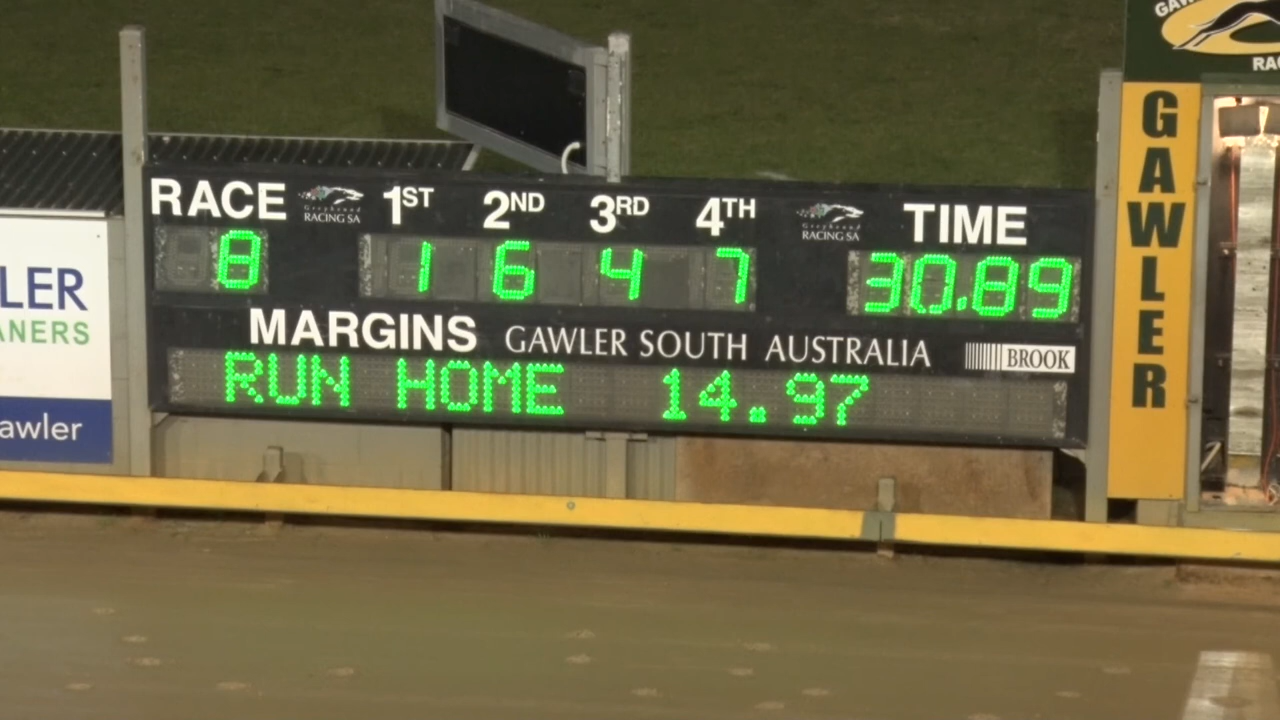 GAWLER
RACING
RACE Greyhound RACING SA 1ST 2ND 3RD 4TH Greyhound RACING SA TIME
8 1 6 4 7 30.89
MARGINS GAWLER SOUTH AUSTRALIA BROOK
RUN HOME 14.97
LER
ANERS
awler